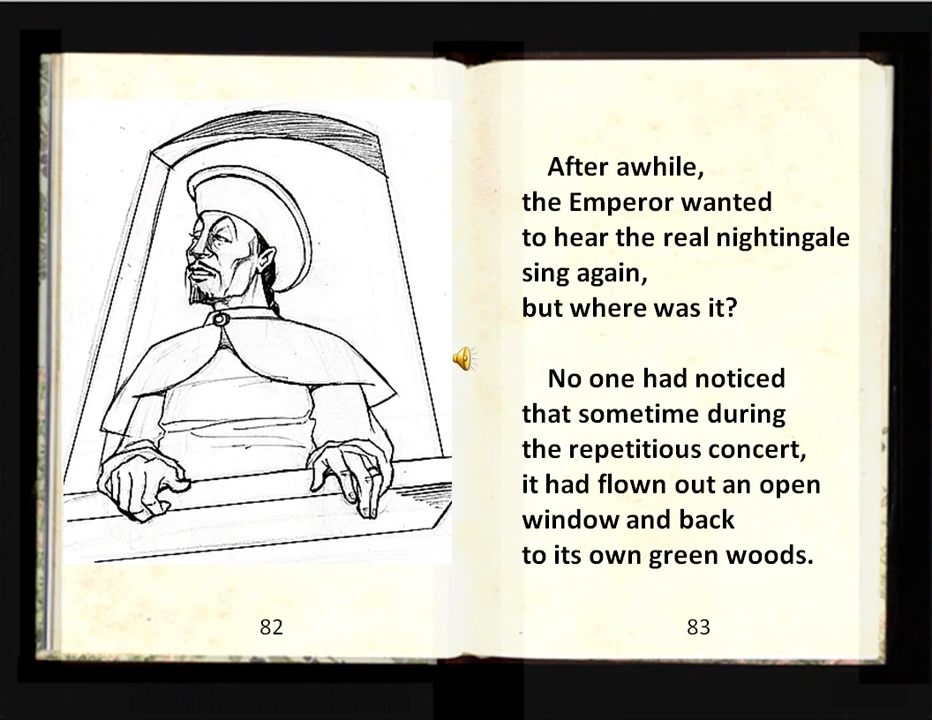 After awhile,
the Emperor wanted
to hear the real nightingale
sing again,
but where was it?
No one had noticed
that sometime during
the repetitious concert,
it had flown out an open
window and back
to its own green woods.
82
83